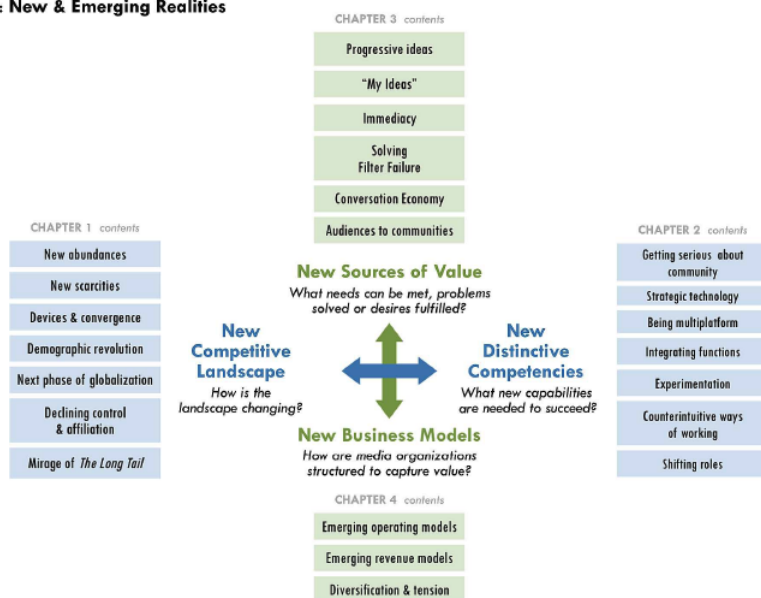 : New & Emerging Realities
CHAPTER 3 contents
Progressive ideas
“My Ideas”
Immediacy
Solving
Filter Failure
Conversation Economy
Audiences to communities
CHAPTER 1 contents
New abundances
New scarcities
Devices & convergence
Demographic revolution
Next phase of globalization
Declining control
& affiliation
Mirage of The Long Tail
New Sources of Value
What needs can be met, problems
solved or desires fulfilled?
New
Competitive
Landscape
How is the
landscape changing?
New
Distinctive
Competencies
What new capabilities
are needed to succeed?
New Business Models
How are media organizations
structured to capture value?
CHAPTER 2 contents
Getting serious about
community
Strategic technology
Being multiplatform
Integrating functions
Experimentation
Counterintuitive ways
of working
Shifting roles
CHAPTER 4 contents
Emerging operating models
Emerging revenue models
Diversification & tension